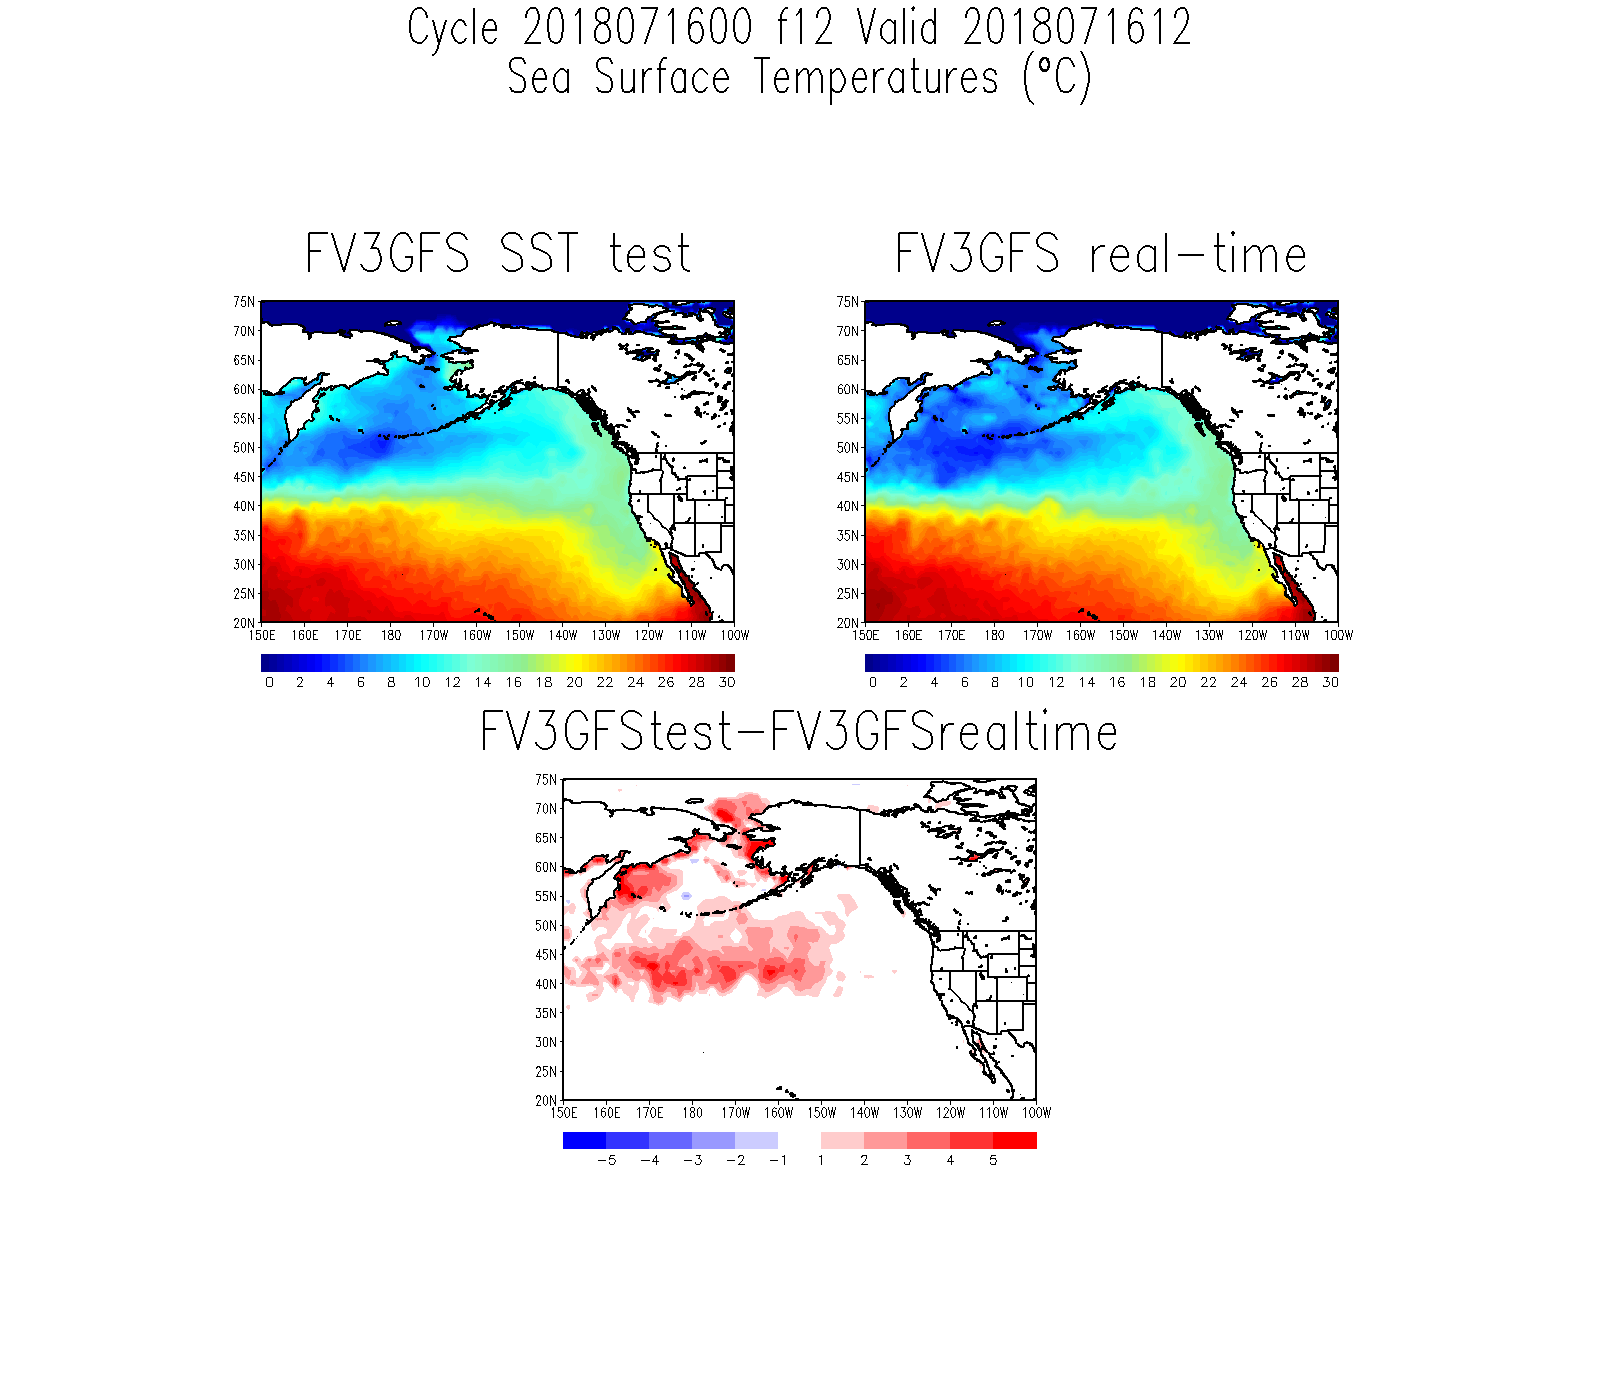 Cycle 2018071600 f12 Valid 2018071612
Sea Surface Temperatures (°C)
FV3GFS SST test
FV3GFS real-time
75N
70N
65N
60N
55N
50N
45N
40N
35N
30N
25N
20N
150E 160E 170E 180 170W 160W 150W 140W 130W 120W 110W 100W
0 2 4 6 8 10 12 14 16 18 20 22 24 26 28 30
75N
70N
65N
60N
55N
50N
45N
40N
35N
30N
25N
20N
150E 160E 170E 180 170W 160W 150W 140W 130W 120W 110W 100W
0 2 4 6 8 10 12 14 16 18 20 22 24 26 28 30
FV3GFStest-FV3GFSrealtime
75N
70N
65N
60N
55N
50N
45N
40N
35N
30N
25N
20N
150E 160E 170E 180 170W 160W 150W 140W 130W 120W 110W 100W
-5 -4 -3 -2 -1 1 2 3 4 5